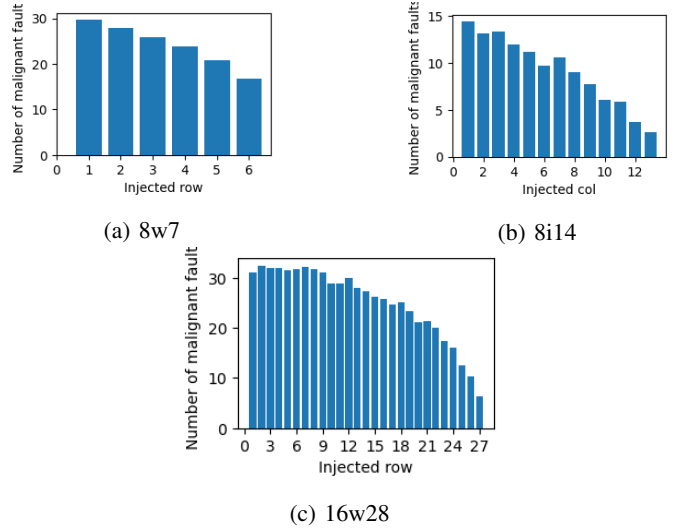 Number of malignant fault
30
20
10
0
0 1 2 3 4 5 6
Injected row
(a) 8w7
Number of malignant faults
15
10
5
0
0 2 4 6 8 10 12
Injected col
(b) 8i14
Number of malignant fault
30
20
10
0
0 3 6 9 12 15 18 21 24 27
Injected row
(c) 16w28